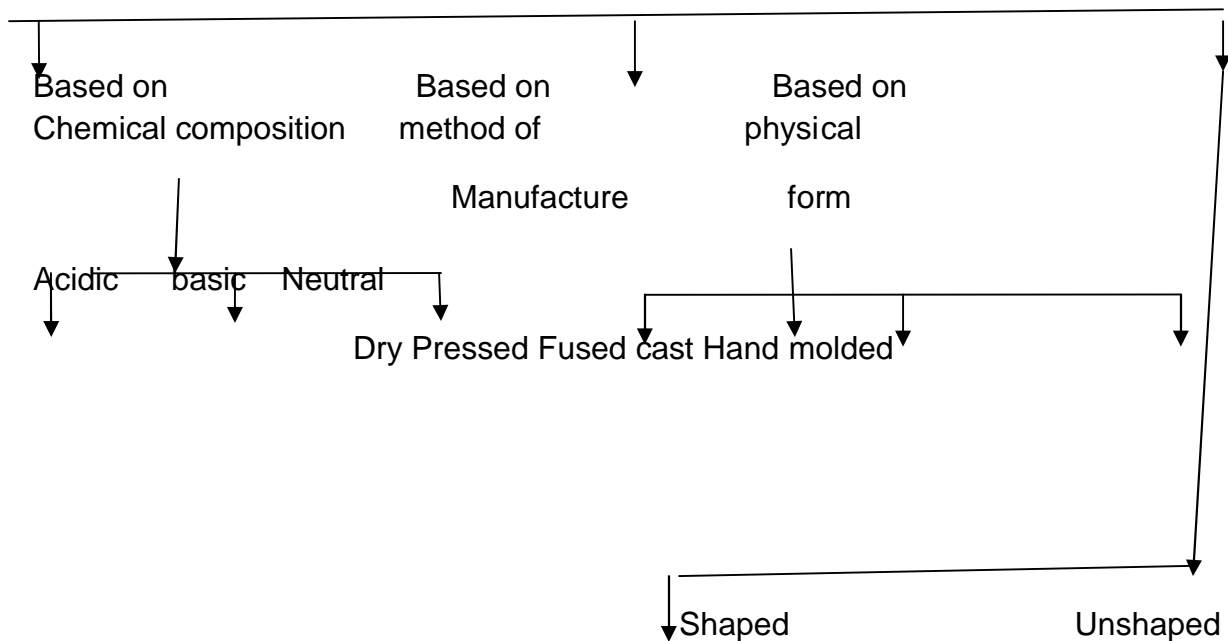 Based on Based on Based on
Chemical composition method of physical
Manufacture form
Acidic basic Neutral
Dry Pressed Fused cast Hand molded
Shaped Unshaped